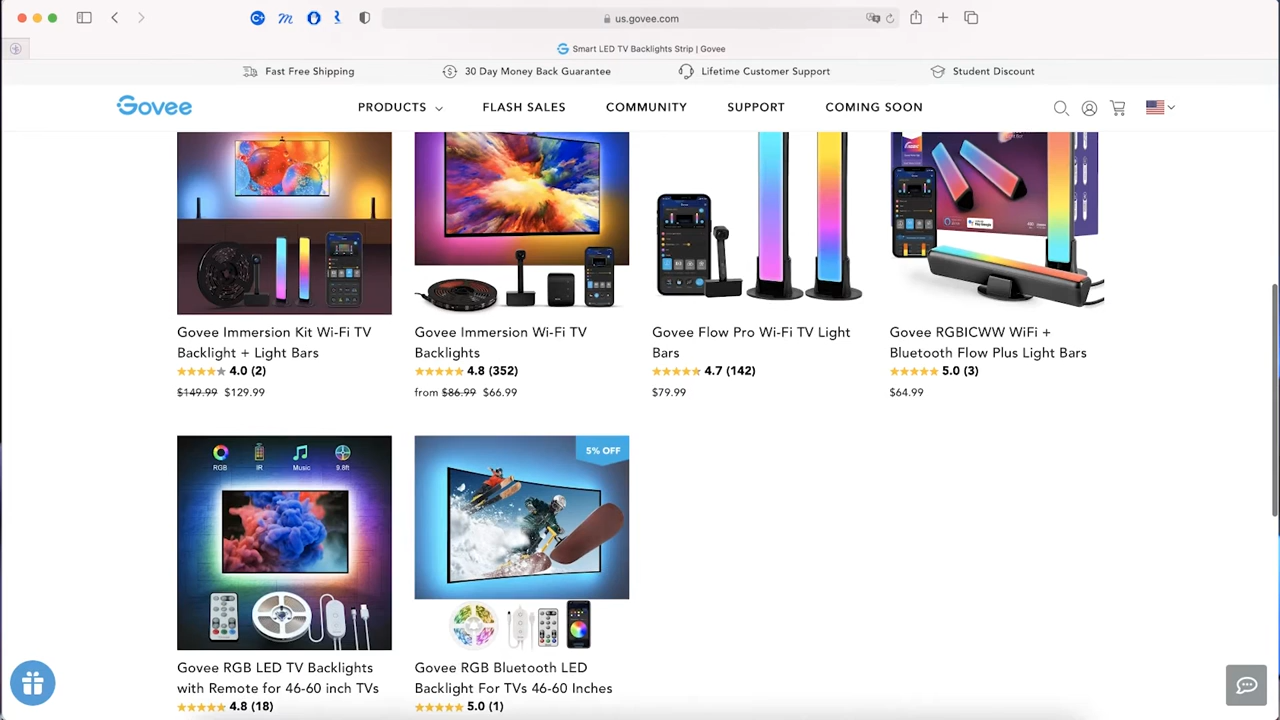 us.govee.com
Smart LED TV Backlights Strip | Govee
Fast Free Shipping
30 Day Money Back Guarantee
Lifetime Customer Support
Student Discount
Govee
PRODUCTS
FLASH SALES
COMMUNITY
SUPPORT
COMING SOON
Govee Immersion Kit Wi-Fi TV
Backlight + Light Bars
4.0 (2)
$149.99 $129.99
Govee Immersion Wi-Fi TV
Backlights
4.8 (352)
from $86.99 $66.99
Govee Flow Pro Wi-Fi TV Light
Bars
4.7 (142)
$79.99
Govee RGBICWW WiFi +
Bluetooth Flow Plus Light Bars
5.0 (3)
$64.99
RGB
IR
Music
9.8ft
Govee RGB LED TV Backlights
with Remote for 46-60 inch TVs
4.8 (18)
5% OFF
Govee RGB Bluetooth LED
Backlight For TVs 46-60 Inches
5.0 (1)